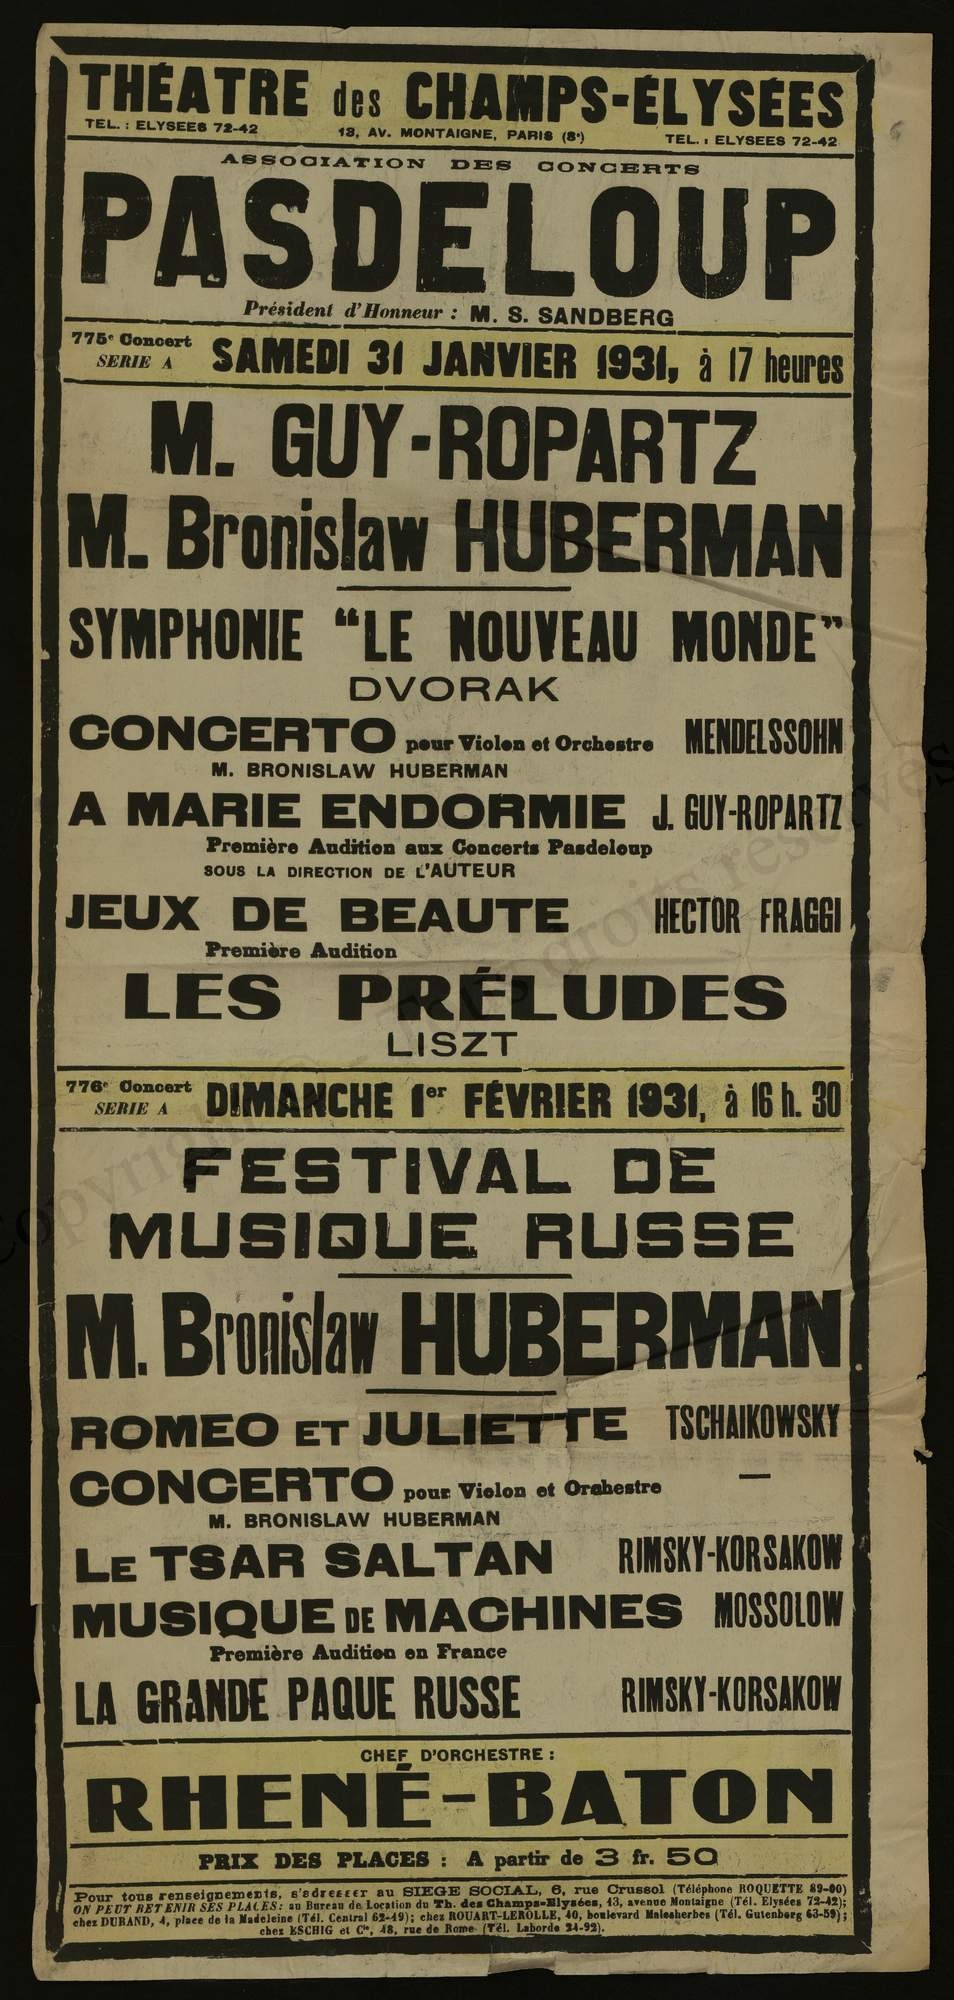 THÉATRE des CHAMPS-ÉLYSÉES
TEL. : ELYSEES 72-42 13, AV. MONTAIGNE, PARIS (8e) TEL. : ELYSEES 72-42
ASSOCIATION DES CONCERTS
PASDELOUP
Président d'Honneur : M. S. SANDBERG
775e Concert
SERIE A
SAMEDI 31 JANVIER 1931, à 17 heures
M. GUY-ROPARTZ
M. Bronislaw HUBERMAN
SYMPHONIE "LE NOUVEAU MONDE"
DVORAK
CONCERTO pour Violon et Orchestre MENDELSSOHN
M. BRONISLAW HUBERMAN
A MARIE ENDORMIE J. GUY-ROPARTZ
Première Audition aux Concerts Pasdeloup
SOUS LA DIRECTION DE L'AUTEUR
JEUX DE BEAUTE HECTOR FRAGGI
Première Audition
LES PRÉLUDES
LISZT
776e Concert
SERIE A
DIMANCHE 1er FÉVRIER 1931, à 16 h. 30
FESTIVAL DE
MUSIQUE RUSSE
M. Bronislaw HUBERMAN
ROMEO ET JULIETTE TSCHAIKOWSKY
CONCERTO pour Violon et Orchestre —
M. BRONISLAW HUBERMAN
LE TSAR SALTAN RIMSKY-KORSAKOW
MUSIQUE DE MACHINES MOSSOLOW
Première Audition en France
LA GRANDE PAQUE RUSSE RIMSKY-KORSAKOW
CHEF D'ORCHESTRE :
RHENÉ-BATON
PRIX DES PLACES : A partir de 3 fr. 50
Pour tous renseignements, s'adresser au SIEGE SOCIAL, 6, rue Crussol (Téléphone ROQUETTE 89-00)
ON PEUT RETENIR SES PLACES : au Bureau de Location du Th. des Champs-Elysées, 13, avenue Montaigne (Tél. Elysées 72-42);
chez DURAND, 4, place de la Madeleine (Tél. Central 62-19); chez ROUART-LEROLLE, 40, boulevard Malesherbes (Tél. Gutenberg 63-59);
chez ESCHIG et Cie, 48, rue de Rome (Tél. Laborde 24-92).
Copyright © - Tous droits réservés